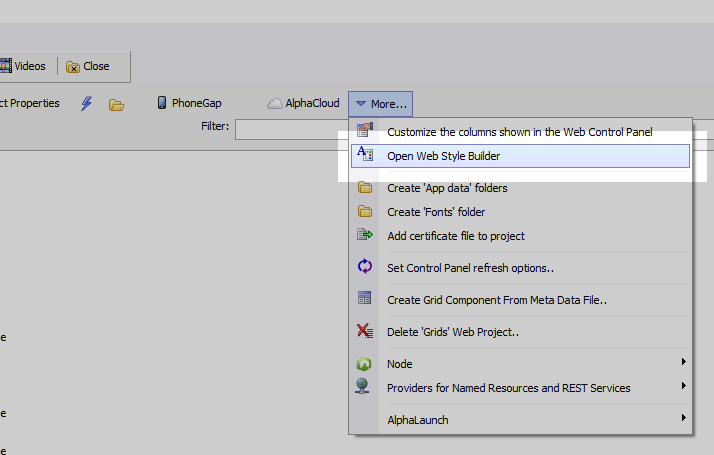 Videos
Close
ct Properties
PhoneGap
AlphaCloud
More...
Filter:
Customize the columns shown in the Web Control Panel
Open Web Style Builder
Create 'App data' folders
Create 'Fonts' folder
Add certificate file to project
Set Control Panel refresh options..
Create Grid Component From Meta Data File..
Delete 'Grids' Web Project..
e
Node
Providers for Named Resources and REST Services
e
AlphaLaunch
e